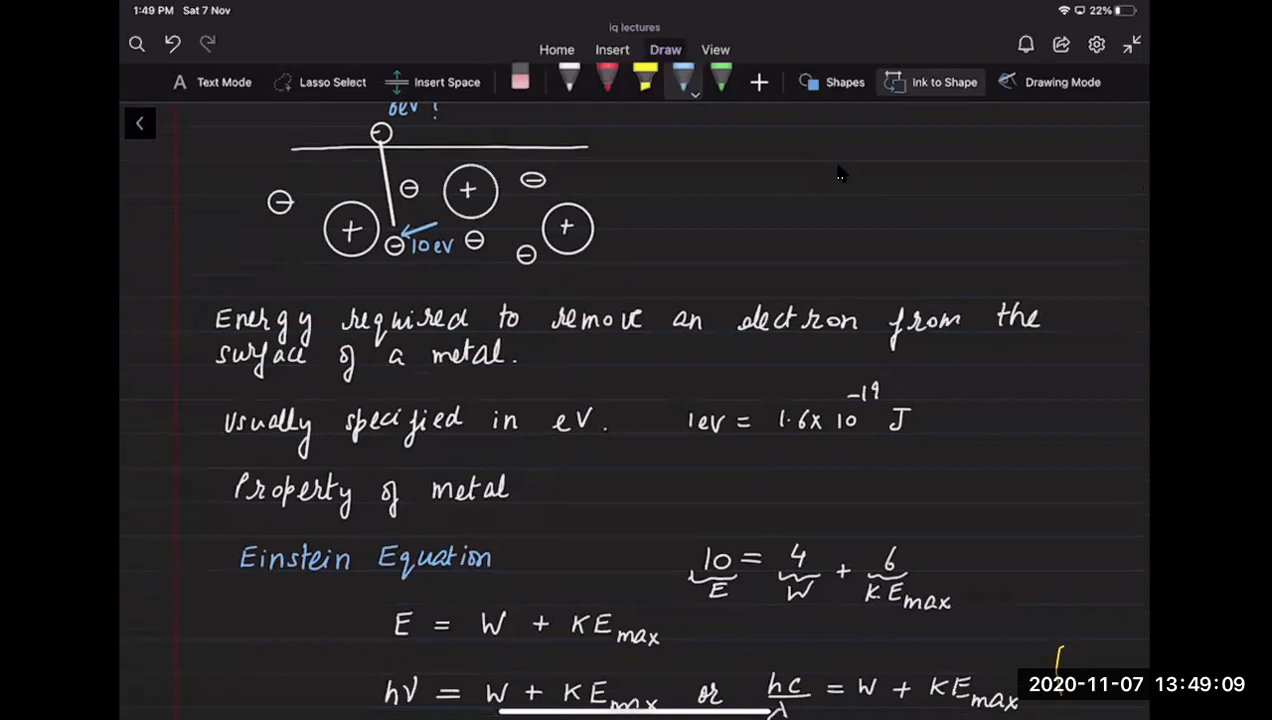 1:49 PM Sat 7 Nov
22%
iq lectures
Home Insert Draw View
Text Mode Lasso Select Insert Space Shapes Ink to Shape Drawing Mode
6ev ?
10ev
Energy required to remove an electron from the
surface of a metal.
Usually specified in eV. 1ev = 1.6x 10^-19 J
Property of metal
Einstein Equation
10 = 4 + 6
E W K.E max
E = W + KE max
hν = W + KE max or hc/λ = W + KE max
2020-11-07 13:49:09